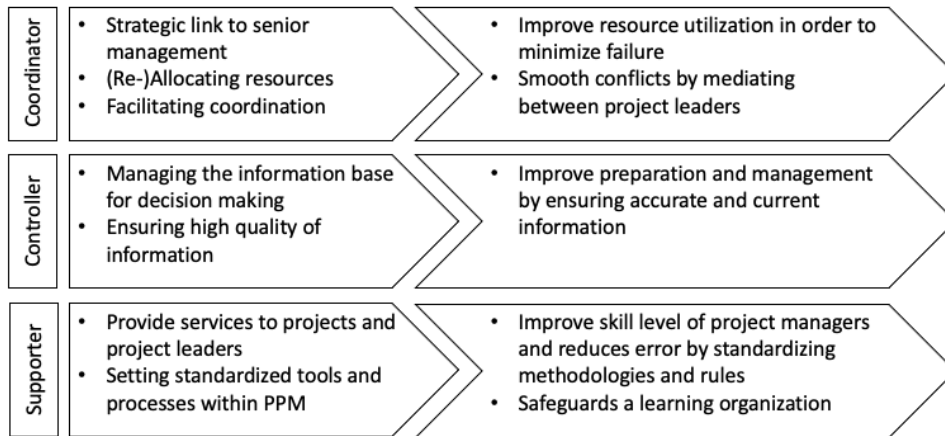 Coordinator
• Strategic link to senior
management
• (Re-)Allocating resources
• Facilitating coordination
• Improve resource utilization in order to
minimize failure
• Smooth conflicts by mediating
between project leaders
Controller
• Managing the information base
for decision making
• Ensuring high quality of
information
• Improve preparation and management
by ensuring accurate and current
information
Supporter
• Provide services to projects and
project leaders
• Setting standardized tools and
processes within PPM
• Improve skill level of project managers
and reduces error by standardizing
methodologies and rules
• Safeguards a learning organization